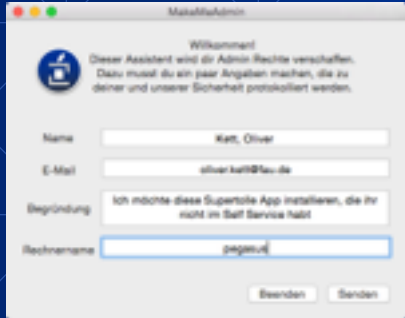 MakeMeAdmin
Willkommen!
Dieser Assistent wird dir Admin Rechte verschaffen.
Dazu musst du ein paar Angaben machen, die zu
deiner und unserer Sicherheit protokolliert werden.
Name
Kett, Oliver
E-Mail
oliver.kett@fau.de
Begründung
Ich möchte diese Supertolle App installieren, die ihr
nicht im Self Service habt
Rechnername
pegasus
Beenden
Senden